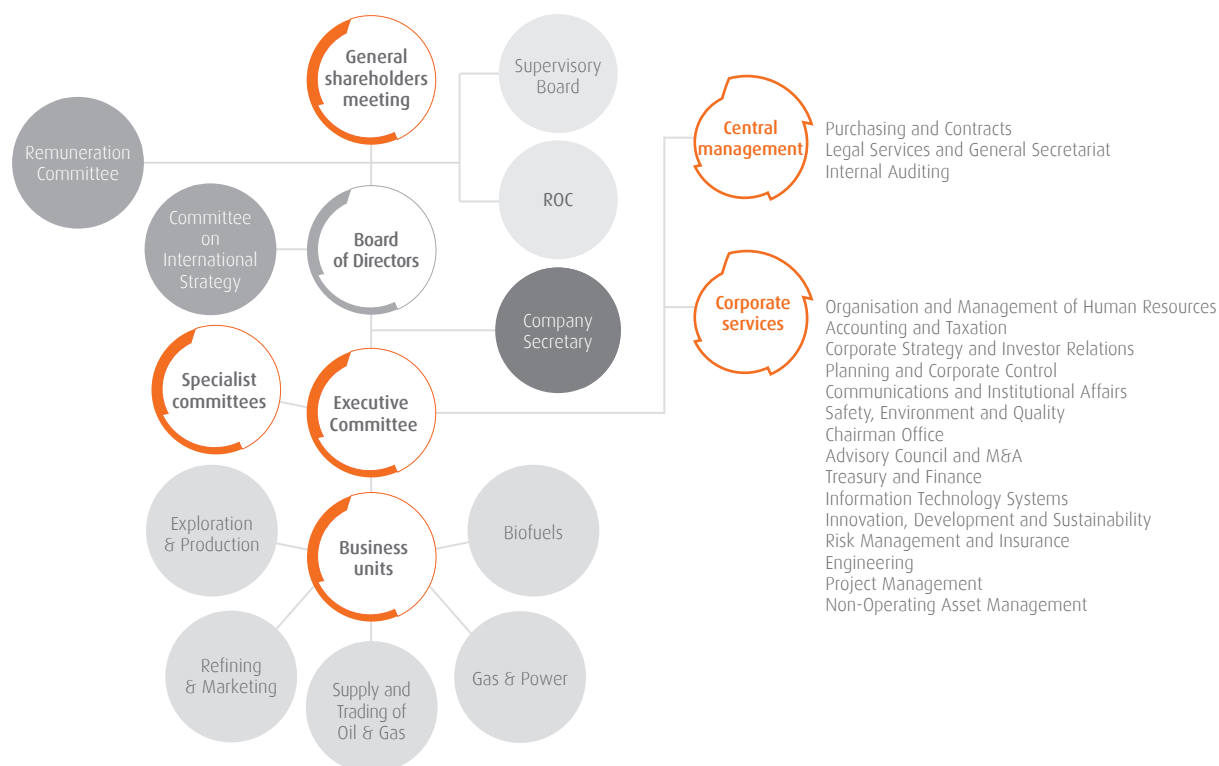 General
shareholders
meeting
Supervisory
Board
Remuneration
Committee
ROC
Committee
on
International
Strategy
Board
of Directors
Company
Secretary
Specialist
committees
Executive
Committee
Exploration
& Production
Business
units
Biofuels
Refining
& Marketing
Supply and
Trading of
Oil & Gas
Gas & Power
Central
management
Purchasing and Contracts
Legal Services and General Secretariat
Internal Auditing
Corporate
services
Organisation and Management of Human Resources
Accounting and Taxation
Corporate Strategy and Investor Relations
Planning and Corporate Control
Communications and Institutional Affairs
Safety, Environment and Quality
Chairman Office
Advisory Council and M&A
Treasury and Finance
Information Technology Systems
Innovation, Development and Sustainability
Risk Management and Insurance
Engineering
Project Management
Non-Operating Asset Management